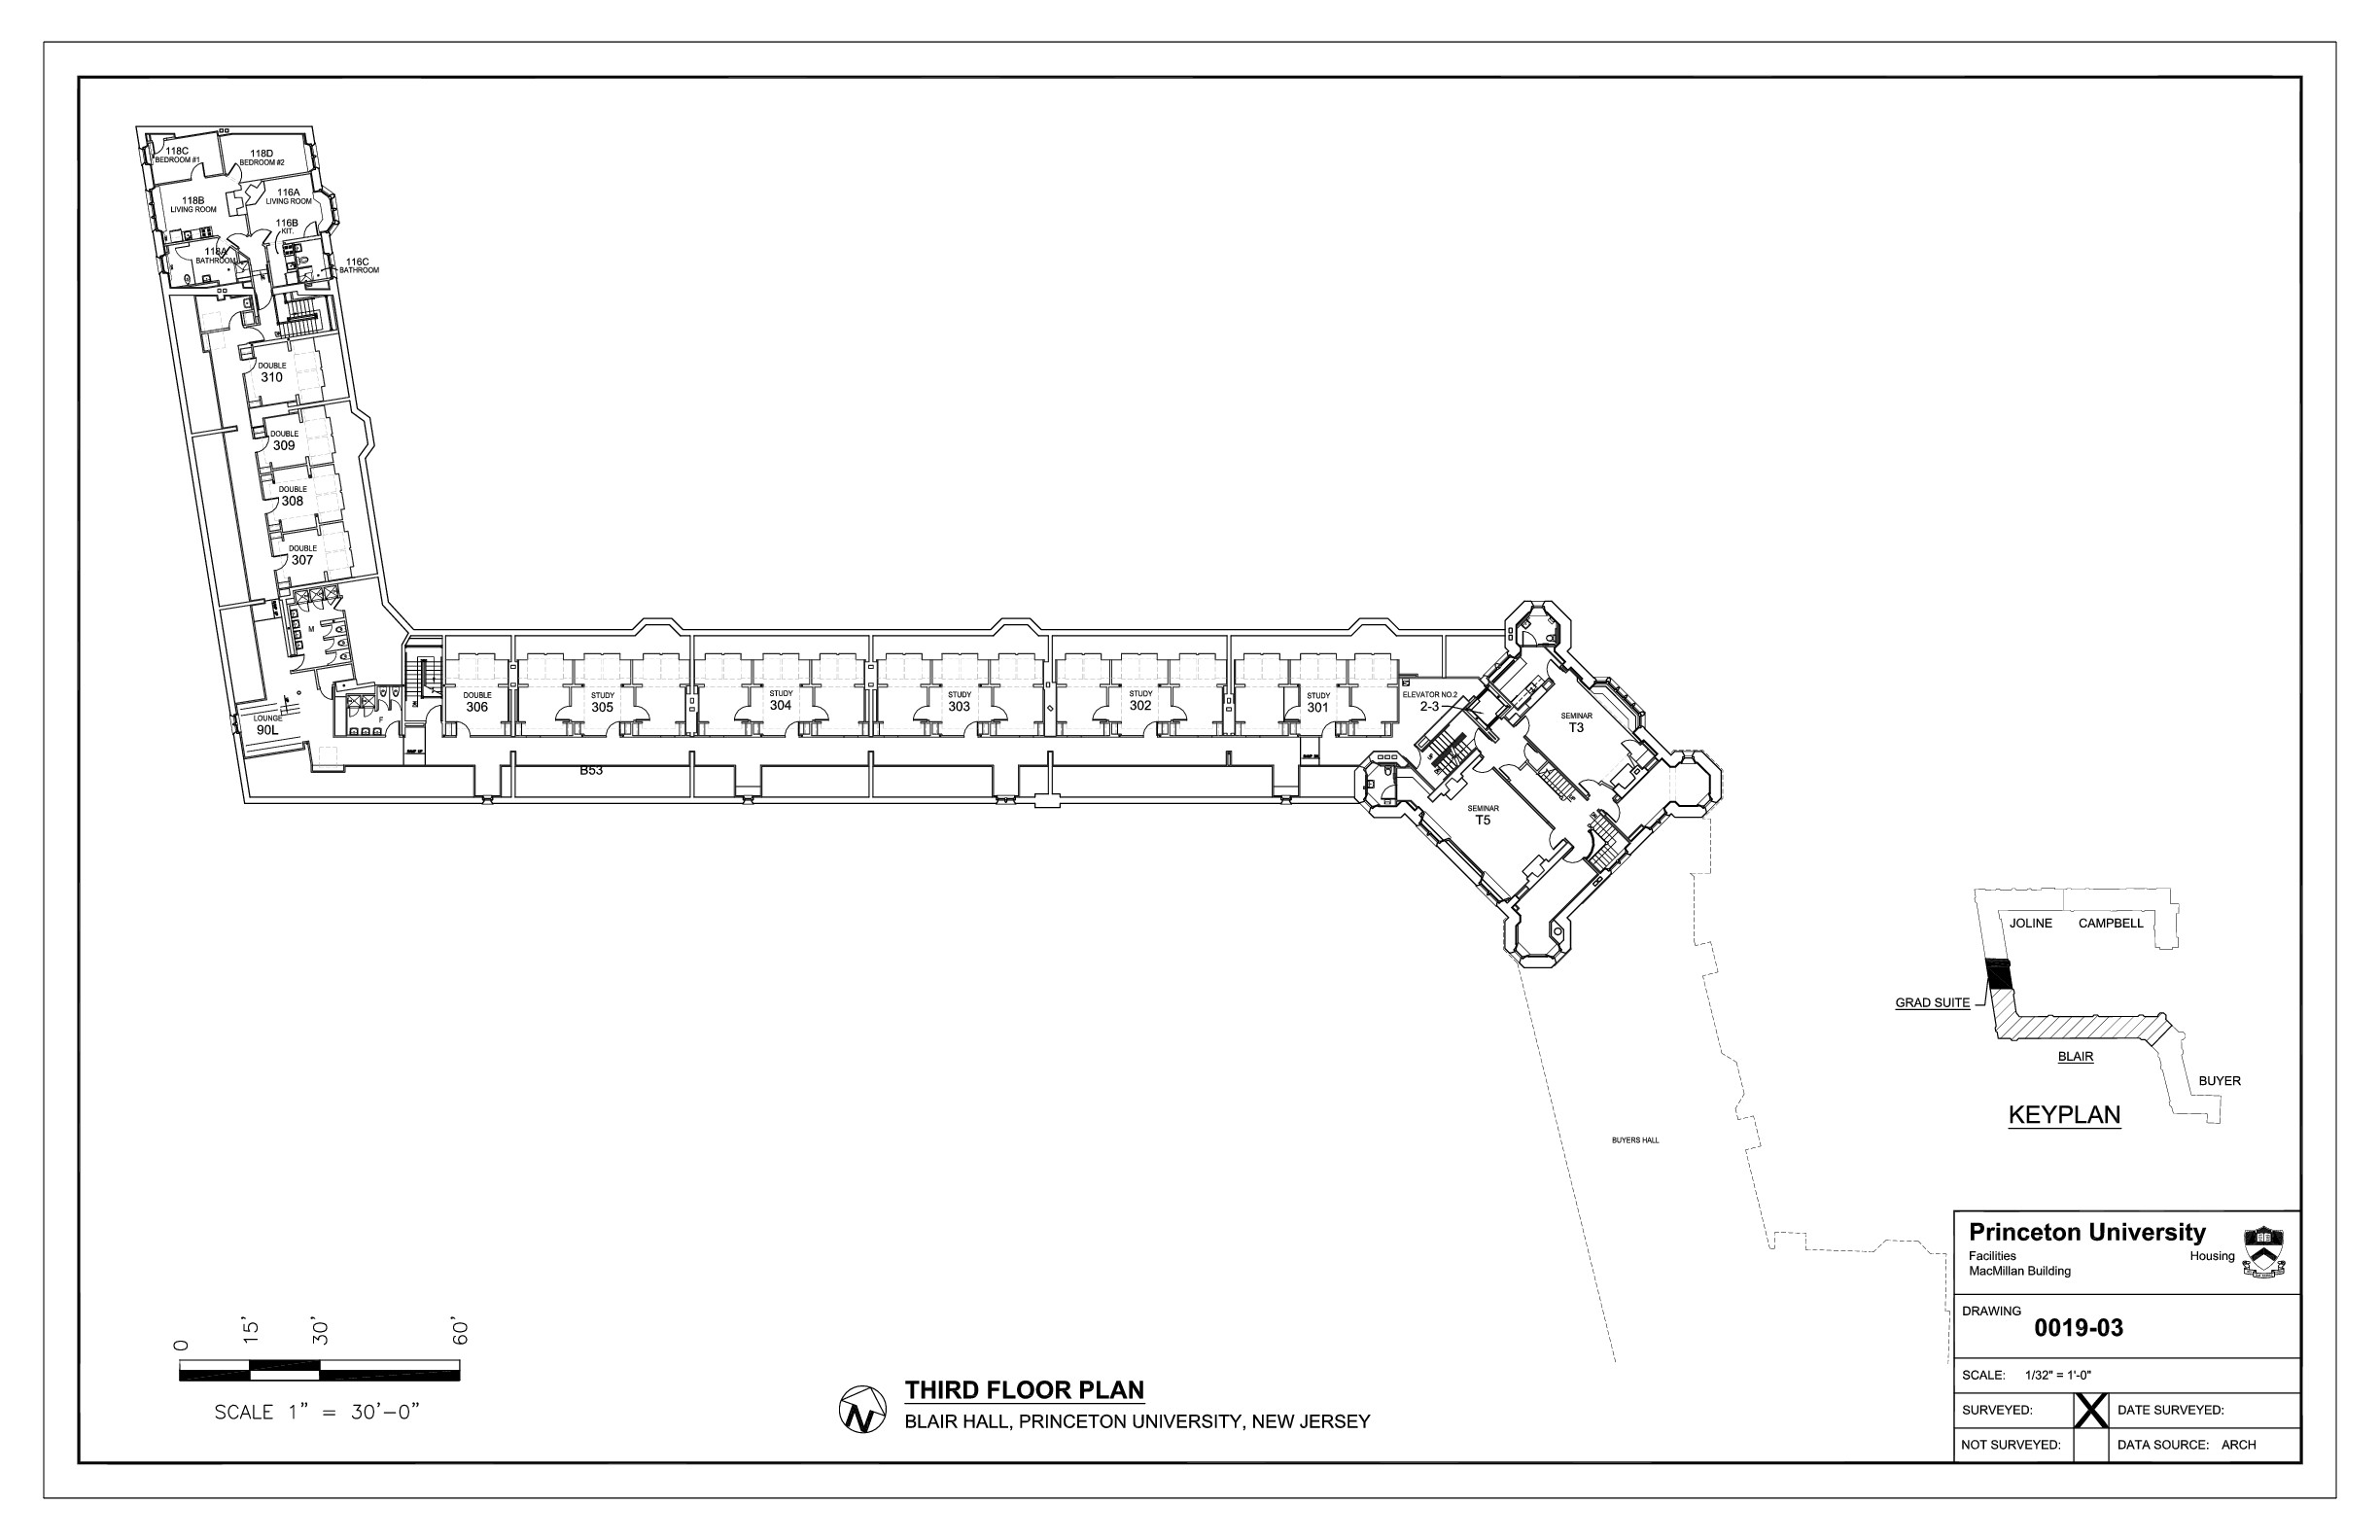 118C
BEDROOM #1
118D
BEDROOM #2
118B
LIVING ROOM
116A
LIVING ROOM
116B
KIT.
118A
BATHROOM
116C
BATHROOM
DOUBLE
310
DOUBLE
309
DOUBLE
308
DOUBLE
307
M
LOUNGE
90L
F
DOUBLE
306
STUDY
305
STUDY
304
STUDY
303
STUDY
302
STUDY
301
B53
ELEVATOR NO.2
2-3
UP
SEMINAR
T3
SEMINAR
T5
BUYERS HALL
JOLINE
CAMPBELL
GRAD SUITE
BLAIR
BUYER
KEYPLAN
0
15'
30'
60'
SCALE 1" = 30'-0"
N
THIRD FLOOR PLAN
BLAIR HALL, PRINCETON UNIVERSITY, NEW JERSEY
Princeton University
Facilities Housing
MacMillan Building
DRAWING
0019-03
SCALE: 1/32" = 1'-0"
SURVEYED: X DATE SURVEYED:
NOT SURVEYED: DATA SOURCE: ARCH